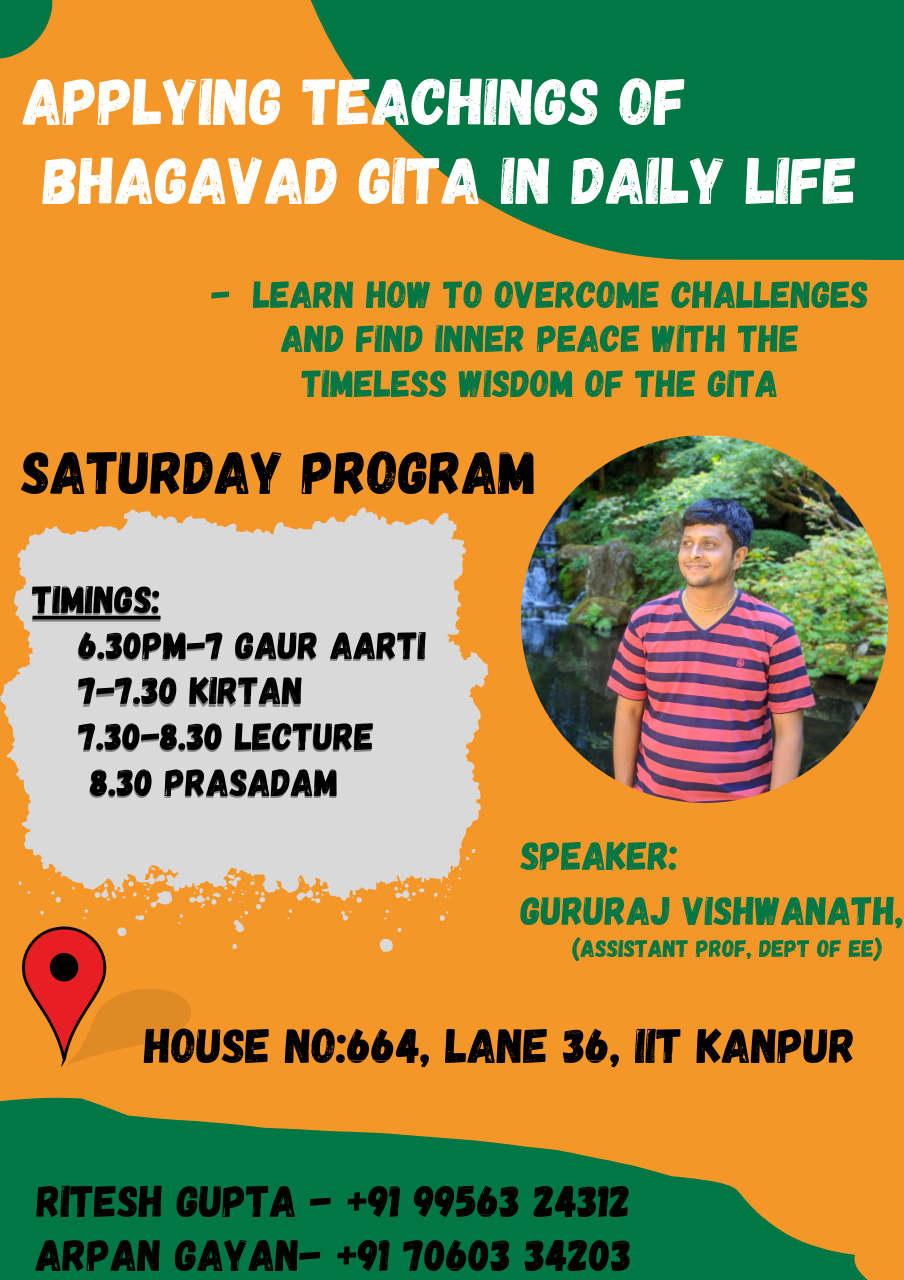 APPLYING TEACHINGS OF
BHAGAVAD GITA IN DAILY LIFE
- LEARN HOW TO OVERCOME CHALLENGES
AND FIND INNER PEACE WITH THE
TIMELESS WISDOM OF THE GITA
SATURDAY PROGRAM
TIMINGS:
6.30PM-7 GAUR AARTI
7-7.30 KIRTAN
7.30-8.30 LECTURE
8.30 PRASADAM
SPEAKER:
GURURAJ VISHWANATH,
(ASSISTANT PROF, DEPT OF EE)
HOUSE NO:664, LANE 36, IIT KANPUR
RITESH GUPTA - +91 99563 24312
ARPAN GAYAN- +91 70603 34203